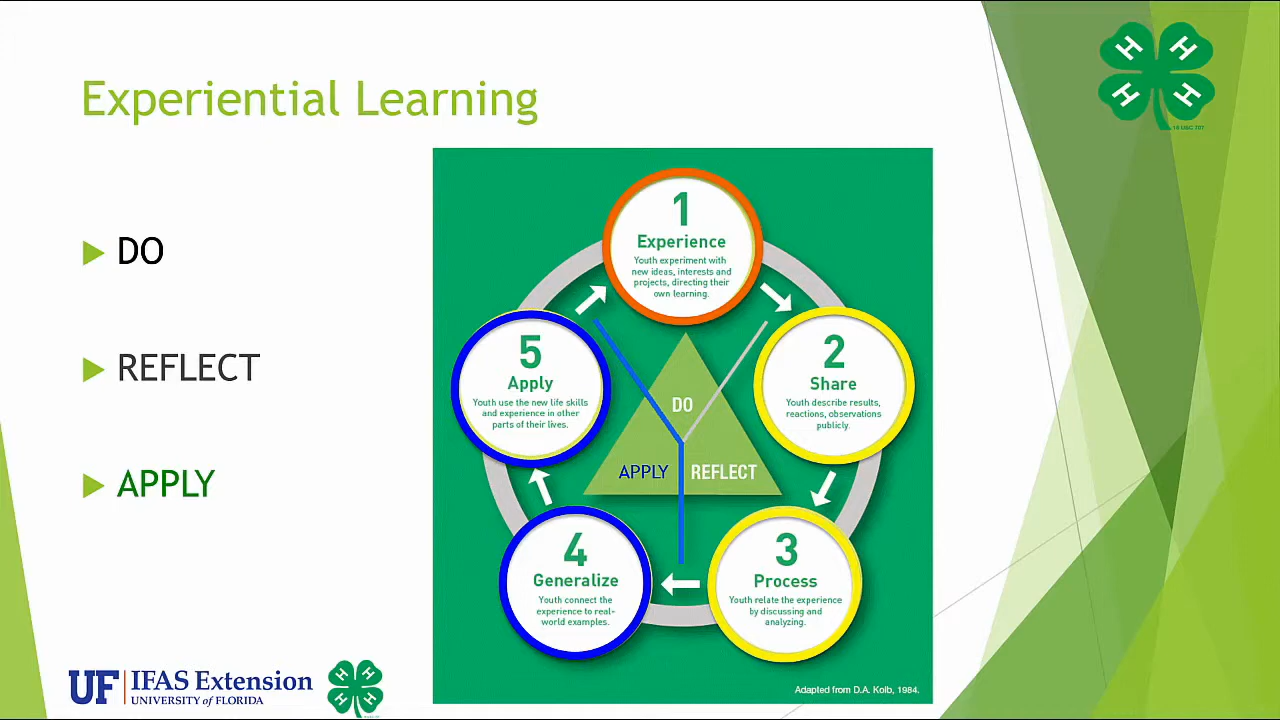 Experiential Learning
H H
H H
18 USC 707
DO
REFLECT
APPLY
1
Experience
Youth experiment with
new ideas, interests and
projects, directing their
own learning.
2
Share
Youth describe results,
reactions, observations
publicly.
3
Process
Youth relate the experience
by discussing and
analyzing.
4
Generalize
Youth connect the
experience to real-
world examples.
5
Apply
Youth use the new life skills
and experience in other
parts of their lives.
DO
APPLY
REFLECT
Adapted from D.A. Kolb, 1984.
UF IFAS Extension
UNIVERSITY of FLORIDA
H H
H H